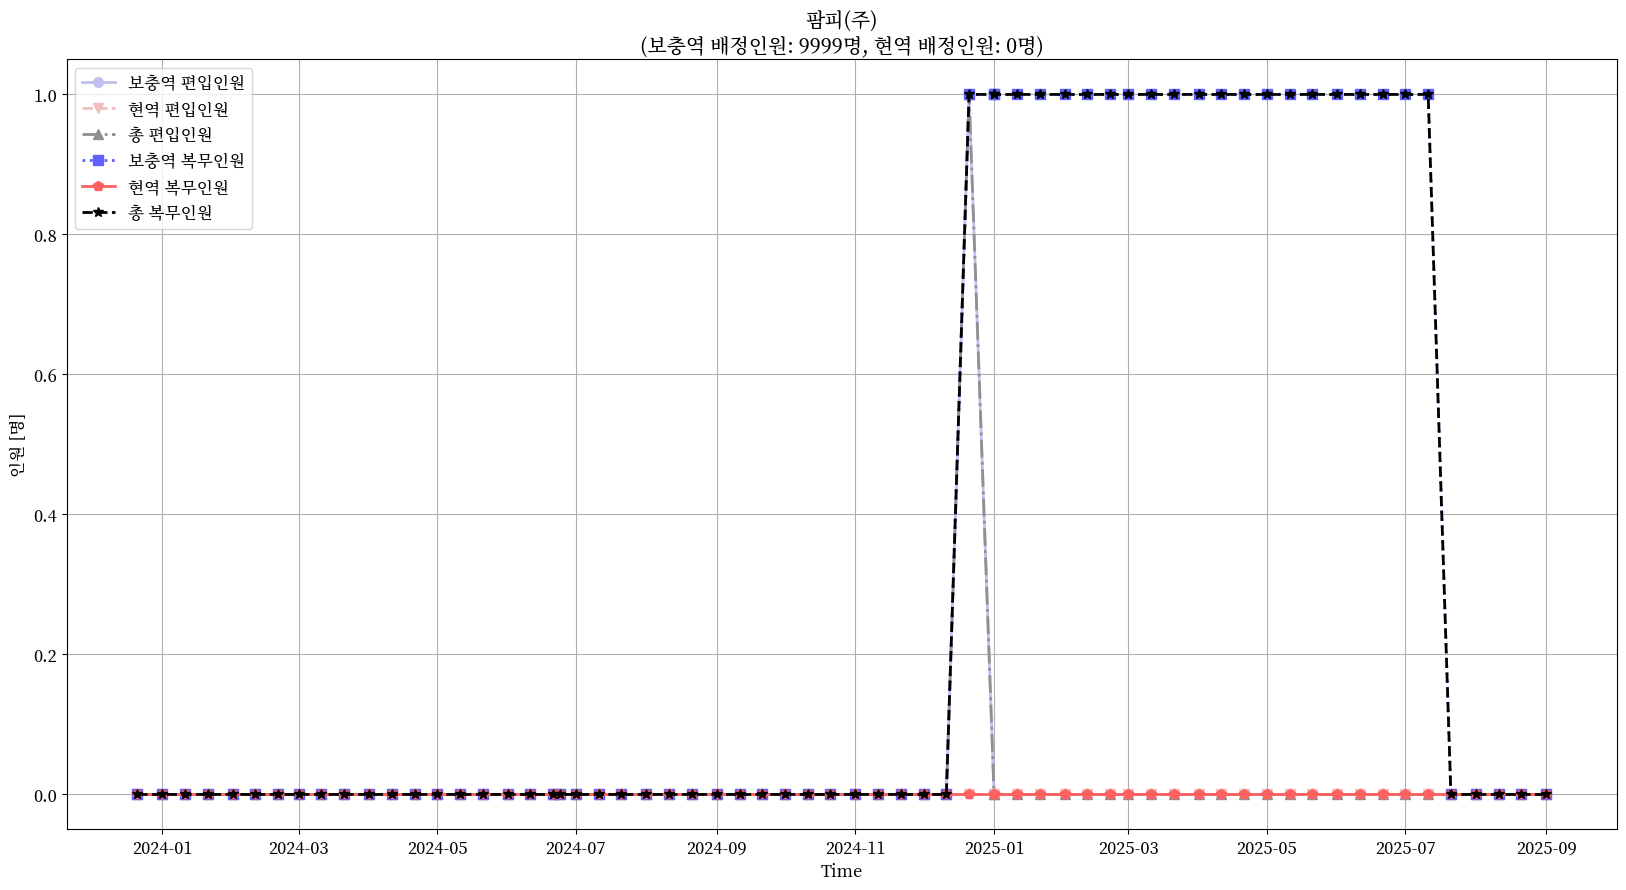 팜피(주)
(보충역 배정인원: 9999명, 현역 배정인원: 0명)
보충역 편입인원
현역 편입인원
총 편입인원
보충역 복무인원
현역 복무인원
총 복무인원
인원 [명]
1.0
0.8
0.6
0.4
0.2
0.0
2024-01
2024-03
2024-05
2024-07
2024-09
2024-11
2025-01
2025-03
2025-05
2025-07
2025-09
Time